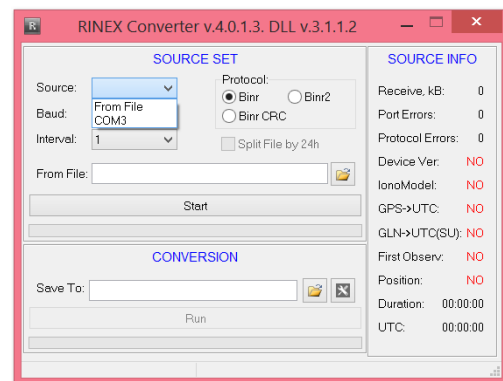 R RINEX Converter v.4.0.1.3. DLL v.3.1.1.2
SOURCE SET
Source:
From File
COM3
Baud:
Interval: 1
Protocol:
Binr Binr2
Binr CRC
Split File by 24h
From File:
Start
CONVERSION
Save To:
Run
SOURCE INFO
Receive, kB: 0
Port Errors: 0
Protocol Errors: 0
Device Ver: NO
IonoModel: NO
GPS->UTC: NO
GLN->UTC(SU): NO
First Observ: NO
Position: NO
Duration: 00:00:00
UTC: 00:00:00